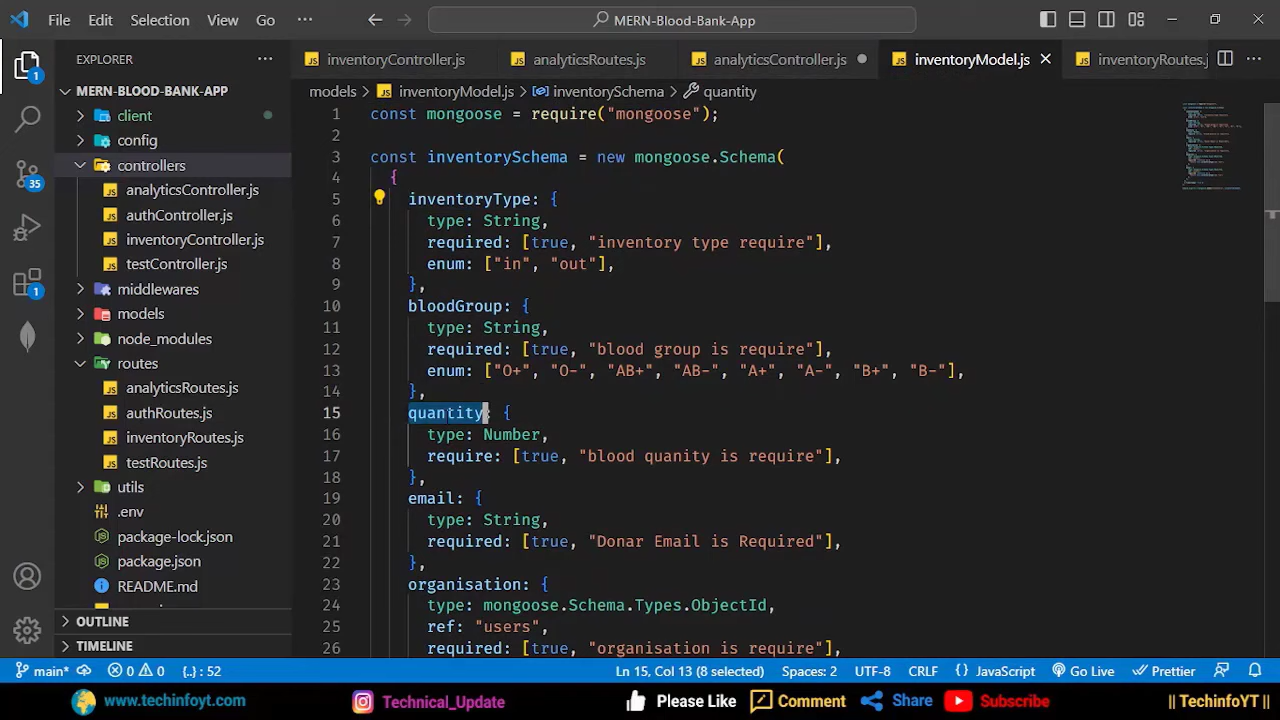 File Edit Selection View Go ··· MERN-Blood-Bank-App
EXPLORER ···
inventoryController.js analyticsRoutes.js analyticsController.js inventoryModel.js inventoryRoutes.j
models > inventoryModel.js > inventorySchema > quantity
1
MERN-BLOOD-BANK-APP
client
config
controllers
analyticsController.js
authController.js
inventoryController.js
testController.js
middlewares
models
node_modules
routes
analyticsRoutes.js
authRoutes.js
inventoryRoutes.js
testRoutes.js
utils
.env
package-lock.json
package.json
README.md
OUTLINE
TIMELINE
35
1
1 const mongoose = require("mongoose");
2
3 const inventorySchema = new mongoose.Schema(
4 {
5 inventoryType: {
6 type: String,
7 required: [true, "inventory type require"],
8 enum: ["in", "out"],
9 },
10 bloodGroup: {
11 type: String,
12 required: [true, "blood group is require"],
13 enum: ["O+", "O-", "AB+", "AB-", "A+", "A-", "B+", "B-"],
14 },
15 quantity: {
16 type: Number,
17 require: [true, "blood quanity is require"],
18 },
19 email: {
20 type: String,
21 required: [true, "Donar Email is Required"],
22 },
23 organisation: {
24 type: mongoose.Schema.Types.ObjectId,
25 ref: "users",
26 required: [true, "organisation is require"],
main* 0 0 {..} : 52 Ln 15, Col 13 (8 selected) Spaces: 2 UTF-8 CRLF {} JavaScript Go Live Prettier
www.techinfoyt.com Technical_Update Please Like Comment Share Subscribe || TechinfoYT ||